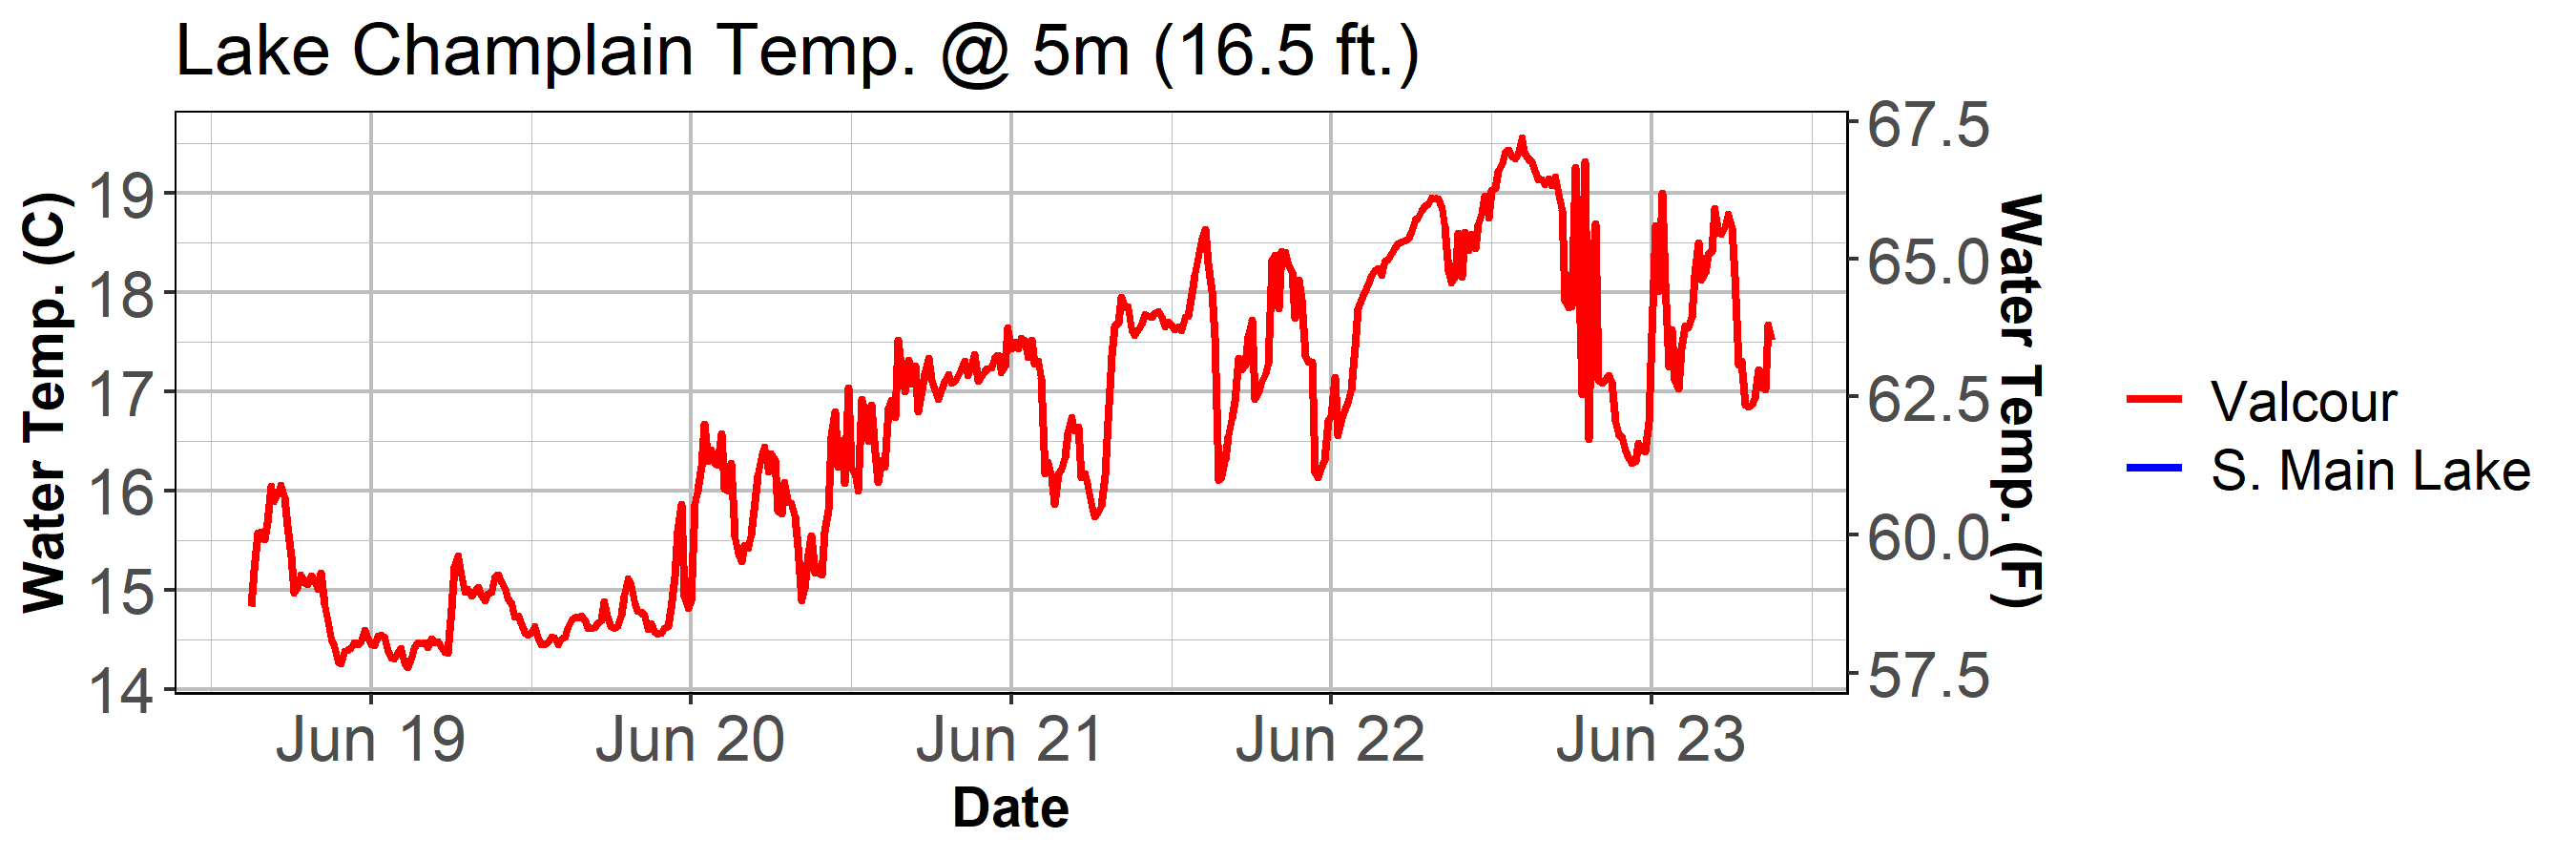 Lake Champlain Temp. @ 5m (16.5 ft.)
Water Temp. (C)
19
18
17
16
15
14
67.5
65.0
62.5
60.0
57.5
Water Temp. (F)
Jun 19
Jun 20
Jun 21
Jun 22
Jun 23
Date
Valcour
S. Main Lake